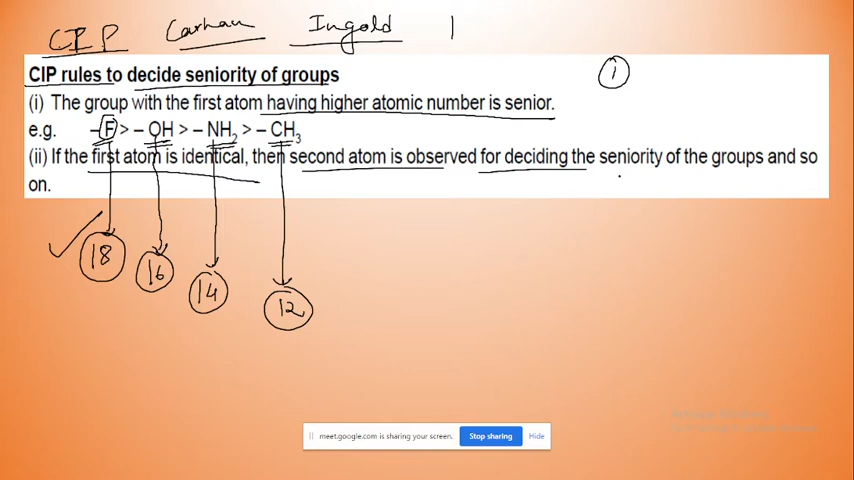 CIP Carhan Ingold
CIP rules to decide seniority of groups
(i) The group with the first atom having higher atomic number is senior.
e.g. –F > – OH > – NH2 > – CH3
(ii) If the first atom is identical, then second atom is observed for deciding the seniority of the groups and so
on.
1
18
16
14
12
meet.google.com is sharing your screen. Stop sharing Hide